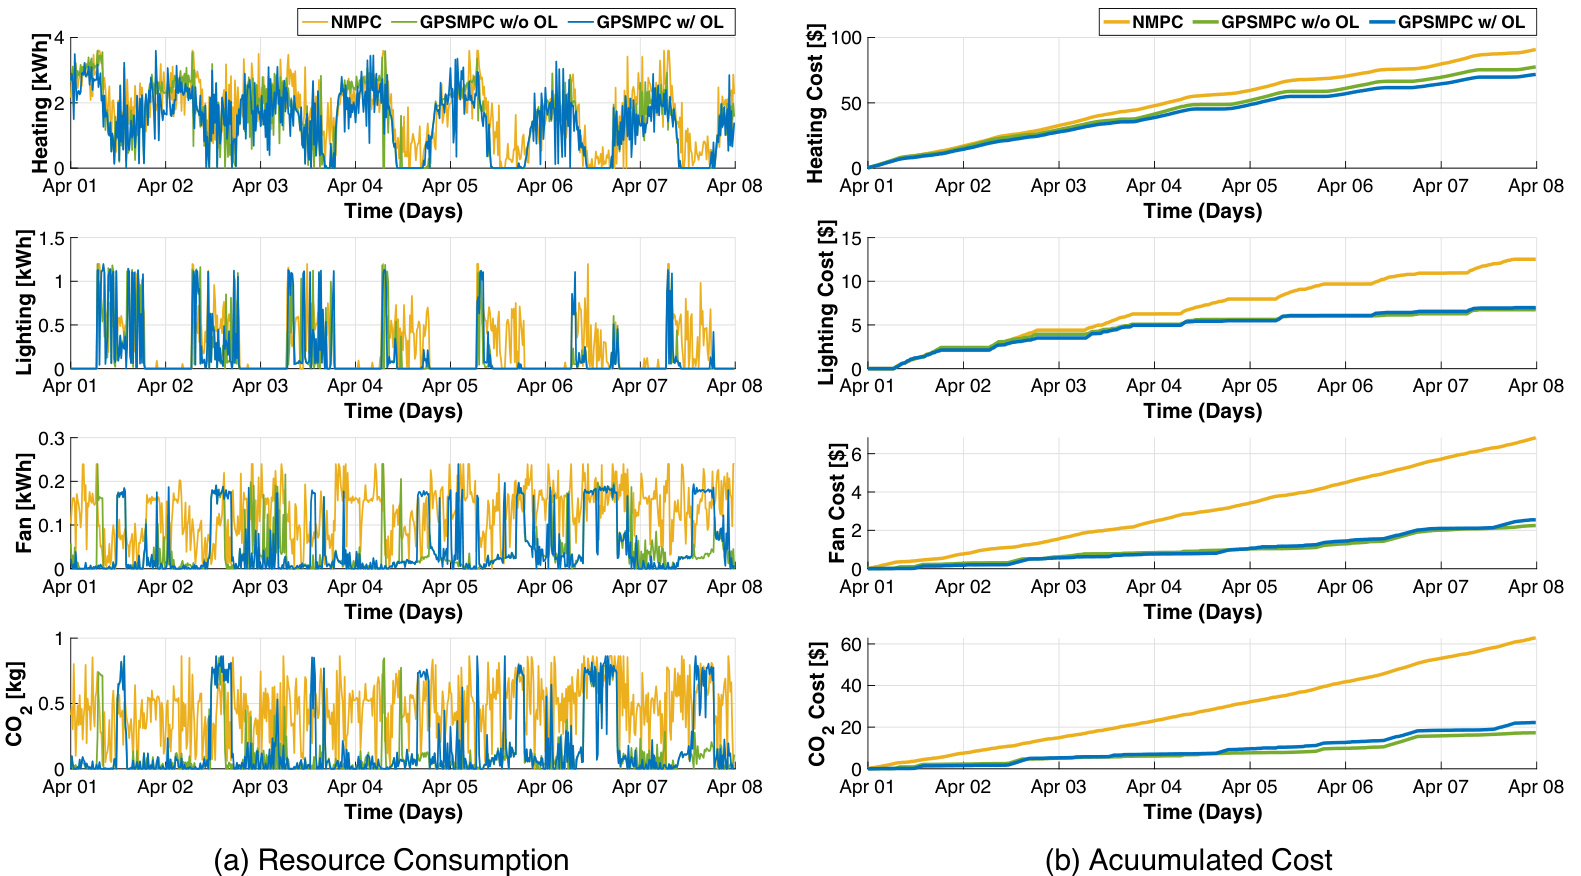 NMPC GPSMPC w/o OL GPSMPC w/ OL
Heating [kWh]
4
2
0
Apr 01 Apr 02 Apr 03 Apr 04 Apr 05 Apr 06 Apr 07 Apr 08
Time (Days)
Lighting [kWh]
1.5
1
0.5
0
Apr 01 Apr 02 Apr 03 Apr 04 Apr 05 Apr 06 Apr 07 Apr 08
Time (Days)
Fan [kWh]
0.3
0.2
0.1
0
Apr 01 Apr 02 Apr 03 Apr 04 Apr 05 Apr 06 Apr 07 Apr 08
Time (Days)
CO2 [kg]
1
0.5
0
Apr 01 Apr 02 Apr 03 Apr 04 Apr 05 Apr 06 Apr 07 Apr 08
Time (Days)
(a) Resource Consumption
NMPC GPSMPC w/o OL GPSMPC w/ OL
Heating Cost [$]
100
50
0
Apr 01 Apr 02 Apr 03 Apr 04 Apr 05 Apr 06 Apr 07 Apr 08
Time (Days)
Lighting Cost [$]
15
10
5
0
Apr 01 Apr 02 Apr 03 Apr 04 Apr 05 Apr 06 Apr 07 Apr 08
Time (Days)
Fan Cost [$]
6
4
2
0
Apr 01 Apr 02 Apr 03 Apr 04 Apr 05 Apr 06 Apr 07 Apr 08
Time (Days)
CO2 Cost [$]
60
40
20
0
Apr 01 Apr 02 Apr 03 Apr 04 Apr 05 Apr 06 Apr 07 Apr 08
Time (Days)
(b) Acuumulated Cost